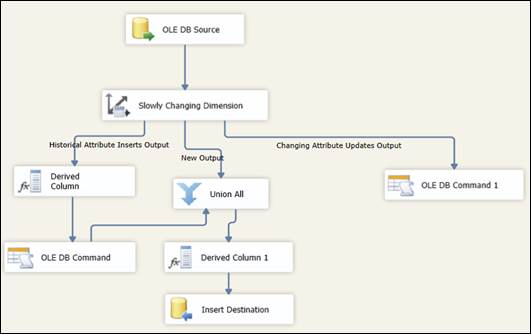 OLE DB Source
Slowly Changing Dimension
Historical Attribute Inserts Output
New Output
Changing Attribute Updates Output
Derived
Column
Union All
OLE DB Command 1
OLE DB Command
Derived Column 1
Insert Destination